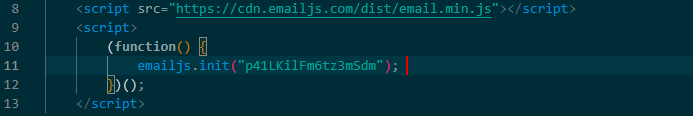 8 <script src="https://cdn.emailjs.com/dist/email.min.js"></script>
9 <script>
10 (function() {
11 emailjs.init("p41LKilFm6tz3mSdm");
12 })();
13 </script>